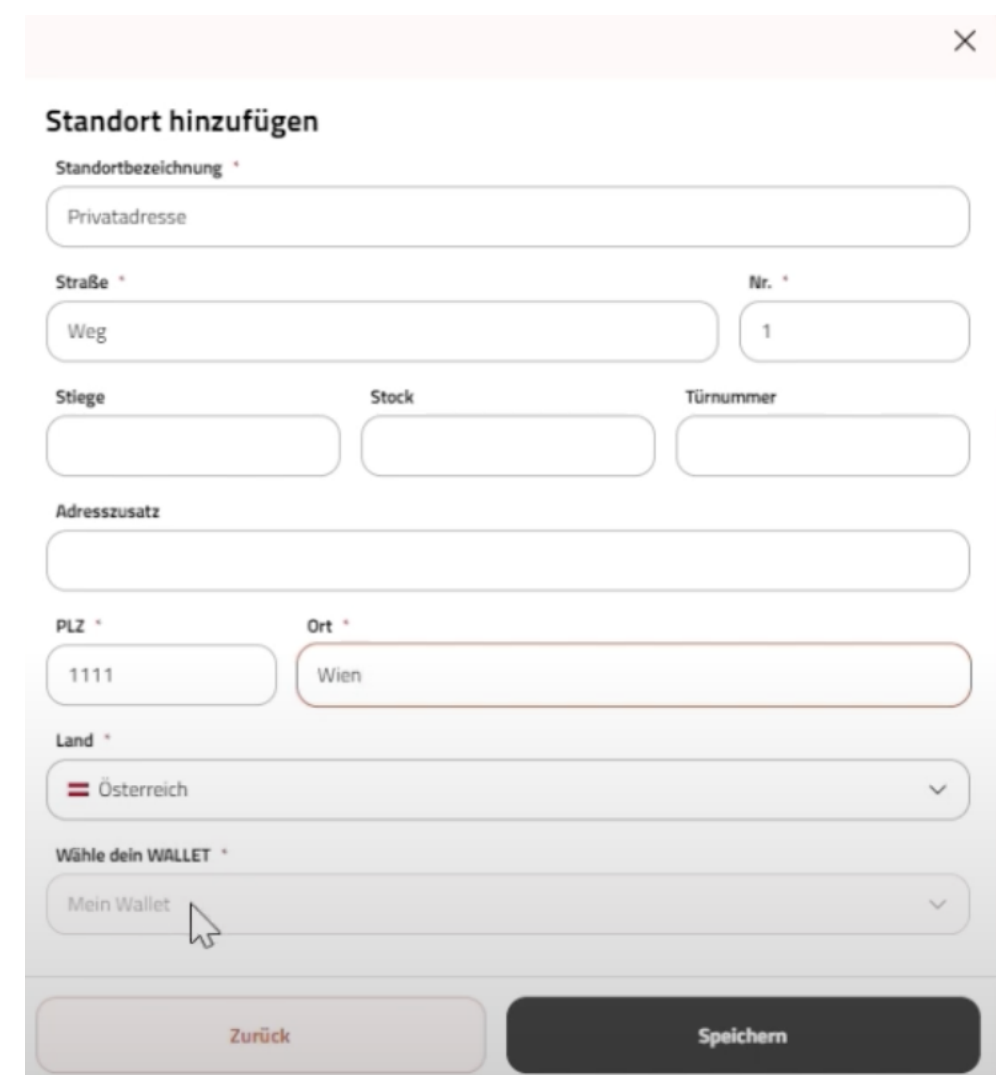 Standort hinzufügen
Standortbezeichnung *
Privatadresse
Straße * Nr. *
Weg 1
Stiege Stock Türnummer
Adresszusatz
PLZ * Ort *
1111 Wien
Land *
Österreich
Wähle dein WALLET *
Mein Wallet
Zurück Speichern